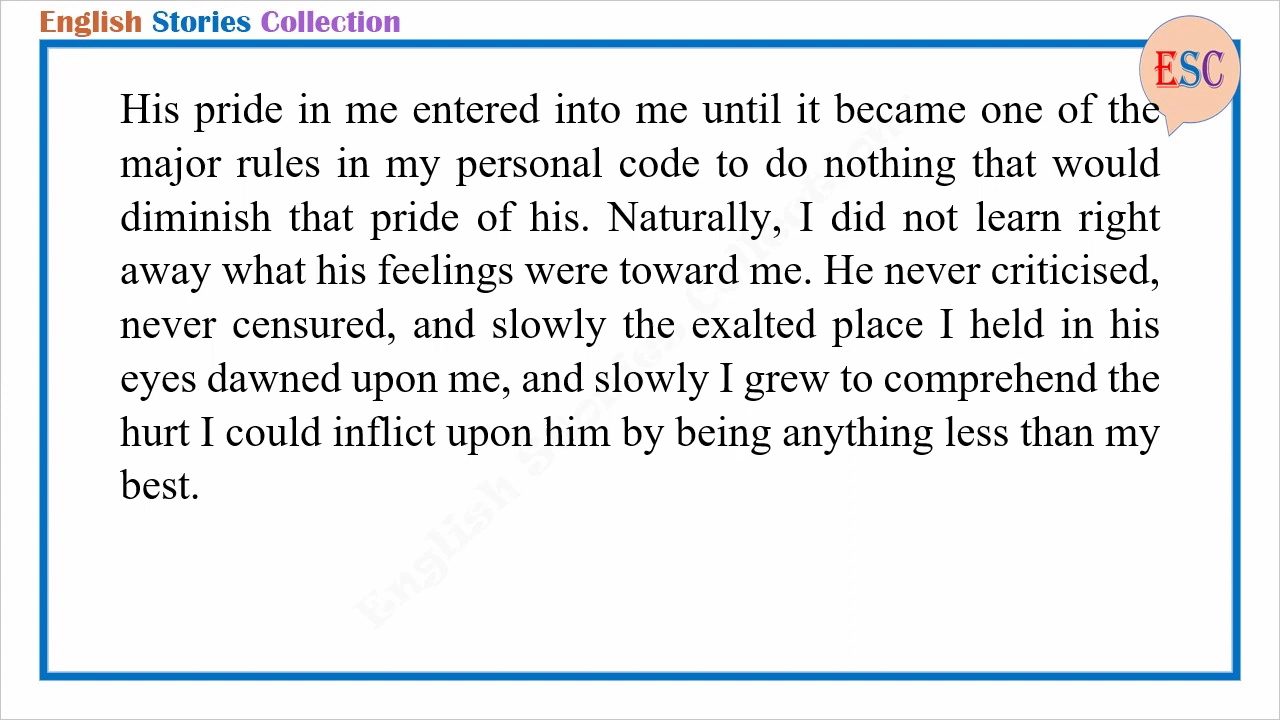 English Stories Collection
ESC
His pride in me entered into me until it became one of the
major rules in my personal code to do nothing that would
diminish that pride of his. Naturally, I did not learn right
away what his feelings were toward me. He never criticised,
never censured, and slowly the exalted place I held in his
eyes dawned upon me, and slowly I grew to comprehend the
hurt I could inflict upon him by being anything less than my
best.
English Stories Collection